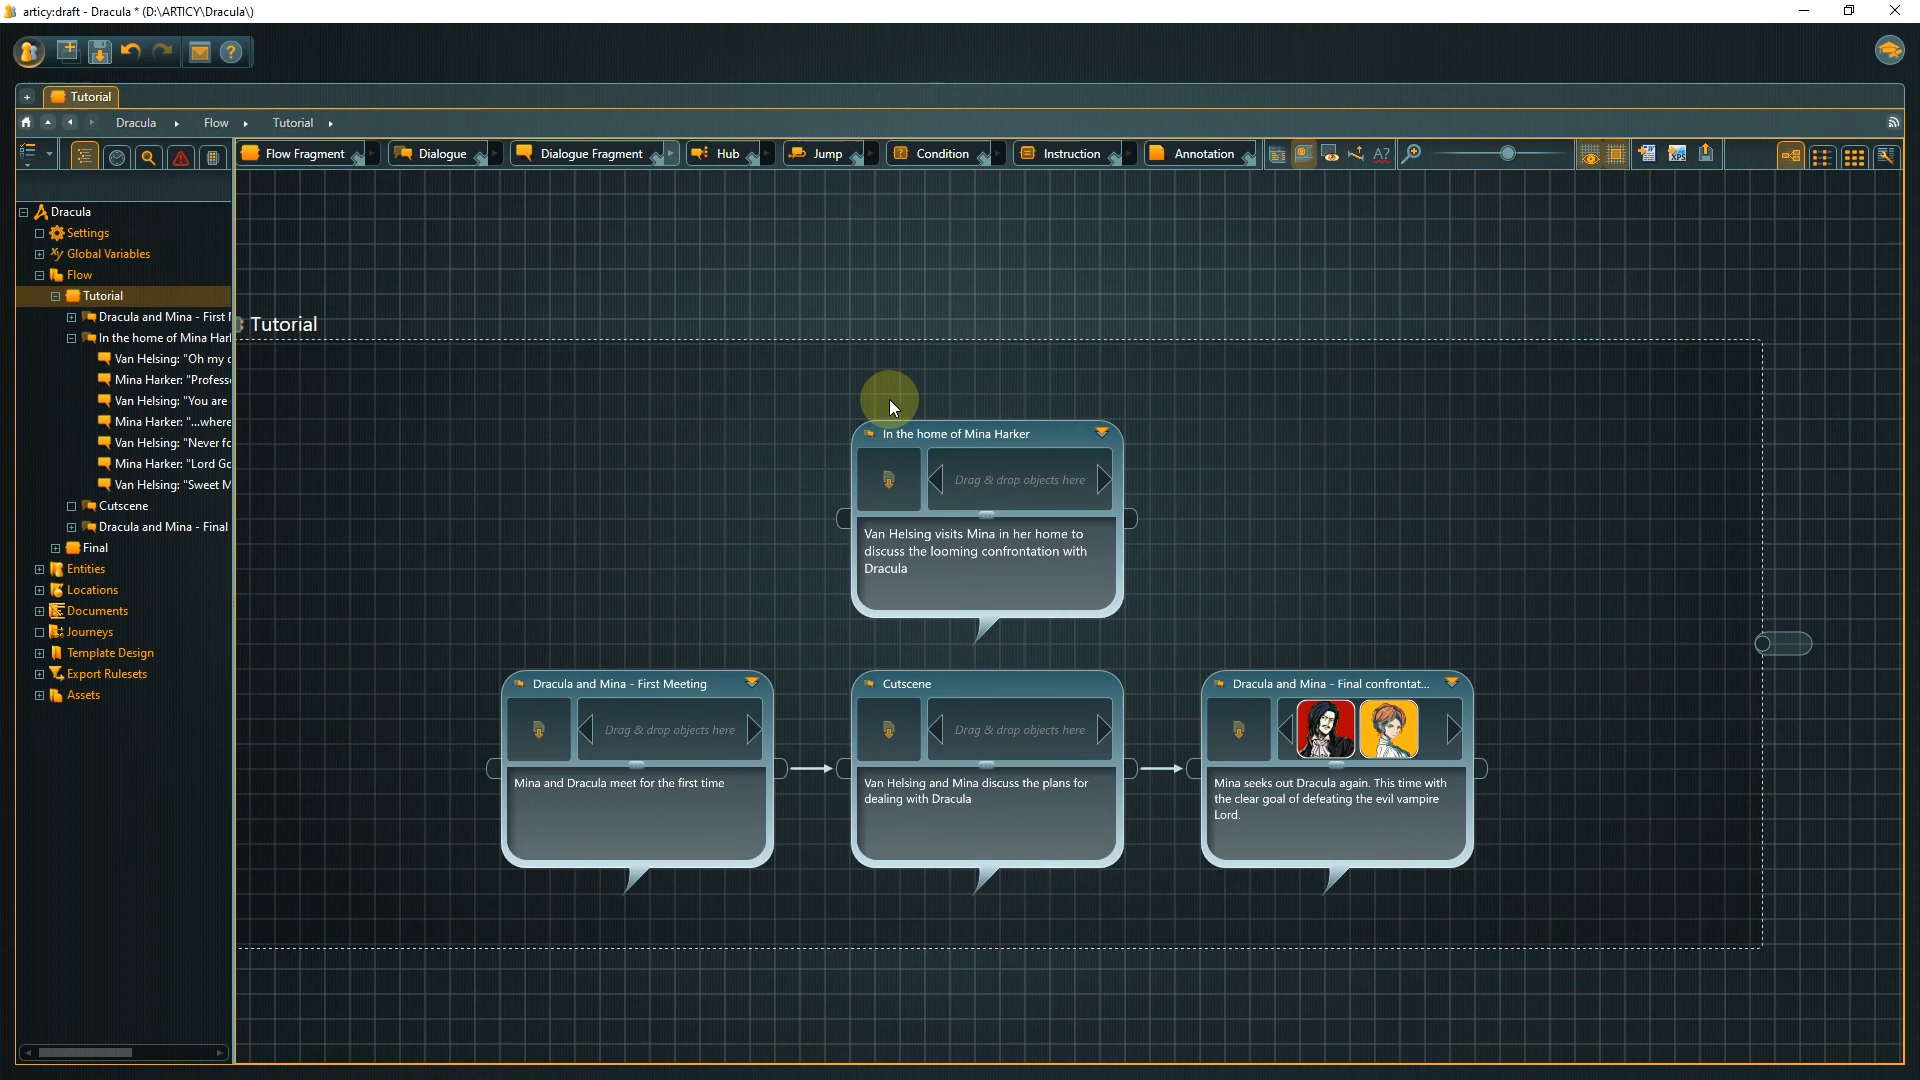 articy:draft - Dracula * (D:\ARTICY\Dracula\)
Tutorial
Dracula
Flow
Tutorial
Flow Fragment
Dialogue
Dialogue Fragment
Hub
Jump
Condition
Instruction
Annotation
Dracula
Settings
Global Variables
Flow
Tutorial
Dracula and Mina - First
In the home of Mina Har
Van Helsing: "Oh my
Mina Harker: "Profess
Van Helsing: "You are
Mina Harker: "...where
Van Helsing: "Never fo
Mina Harker: "Lord Go
Van Helsing: "Sweet M
Cutscene
Dracula and Mina - Final
Final
Entities
Locations
Documents
Journeys
Template Design
Export Rulesets
Assets
Tutorial
In the home of Mina Harker
Drag & drop objects here
Van Helsing visits Mina in her home to
discuss the looming confrontation with
Dracula
Dracula and Mina - First Meeting
Drag & drop objects here
Mina and Dracula meet for the first time
Cutscene
Drag & drop objects here
Van Helsing and Mina discuss the plans for
dealing with Dracula
Dracula and Mina - Final confrontat...
Mina seeks out Dracula again. This time with
the clear goal of defeating the evil vampire
Lord.